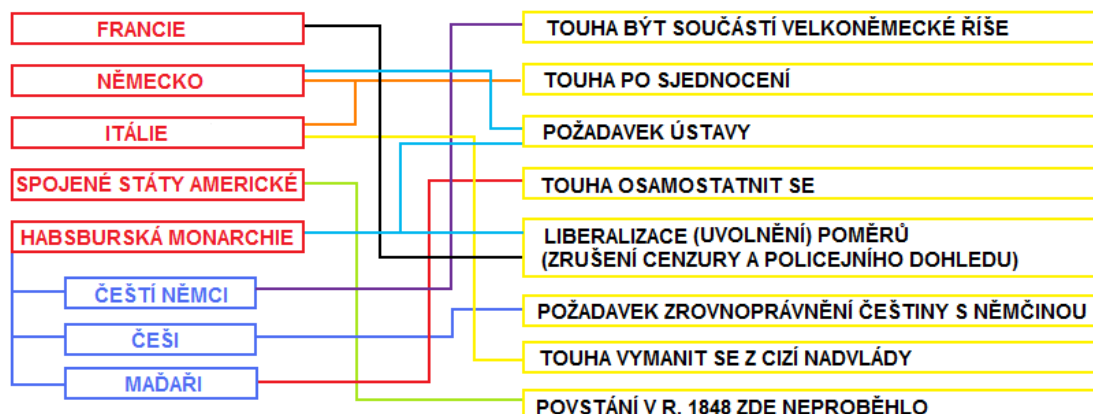 FRANCIE
NĚMECKO
ITÁLIE
SPOJENÉ STÁTY AMERICKÉ
HABSBURSKÁ MONARCHIE
ČEŠTÍ NĚMCI
ČEŠI
MAĎAŘI
TOUHA BÝT SOUČÁSTÍ VELKONĚMECKÉ ŘÍŠE
TOUHA PO SJEDNOCENÍ
POŽADAVEK ÚSTAVY
TOUHA OSAMOSTATNIT SE
LIBERALIZACE (UVOLNĚNÍ) POMĚRŮ
(ZRUŠENÍ CENZURY A POLICEJNÍHO DOHLEDU)
POŽADAVEK ZROVNOPRÁVNĚNÍ ČEŠTINY S NĚMČINOU
TOUHA VYMANIT SE Z CIZÍ NADVLÁDY
POVSTÁNÍ V R. 1848 ZDE NEPROBĚHLO